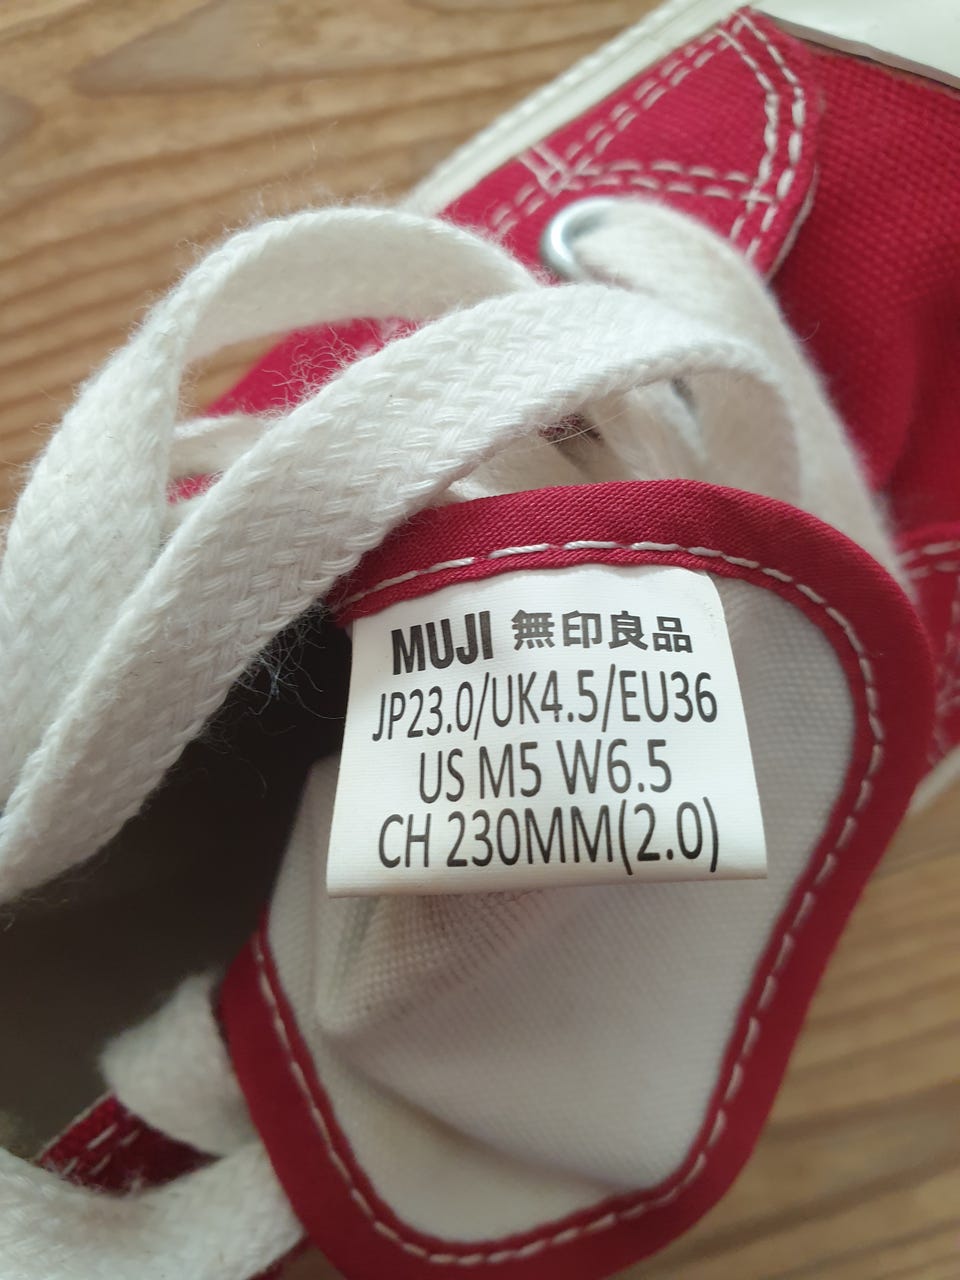 MUJI 無印良品
JP23.0/UK4.5/EU36
US M5 W6.5
CH 230MM(2.0)